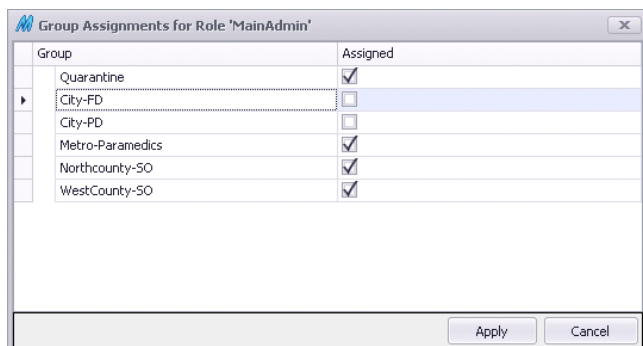 Group Assignments for Role 'MainAdmin'
Group Assigned
Quarantine
City-FD
City-PD
Metro-Paramedics
Northcounty-SO
WestCounty-SO
Apply Cancel